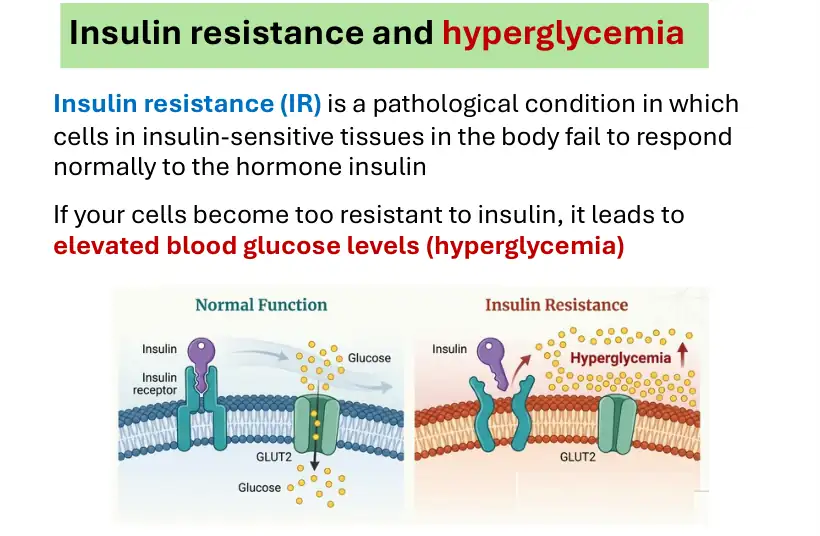 Insulin resistance and hyperglycemia
Insulin resistance (IR) is a pathological condition in which
cells in insulin-sensitive tissues in the body fail to respond
normally to the hormone insulin
If your cells become too resistant to insulin, it leads to
elevated blood glucose levels (hyperglycemia)
Normal Function
Insulin
Glucose
Insulin
receptor
GLUT2
Glucose
Insulin Resistance
Insulin
Hyperglycemia
GLUT2